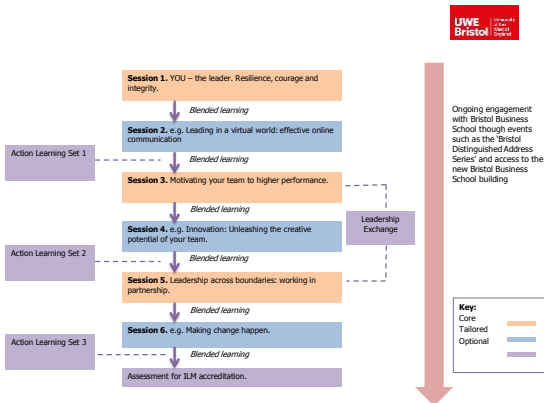 UWE
Bristol
University
of the
West of
England
Session 1. YOU – the leader. Resilience, courage and
integrity.
Blended learning
Session 2. e.g. Leading in a virtual world: effective online
communication
Action Learning Set 1
Blended learning
Session 3. Motivating your team to higher performance.
Blended learning
Leadership
Exchange
Session 4. e.g. Innovation: Unleashing the creative
potential of your team.
Action Learning Set 2
Blended learning
Session 5. Leadership across boundaries: working in
partnership.
Blended learning
Session 6. e.g. Making change happen.
Action Learning Set 3
Blended learning
Assessment for ILM accreditation.
Ongoing engagement
with Bristol Business
School though events
such as the 'Bristol
Distinguished Address
Series' and access to the
new Bristol Business
School building
Key:
Core
Tailored
Optional